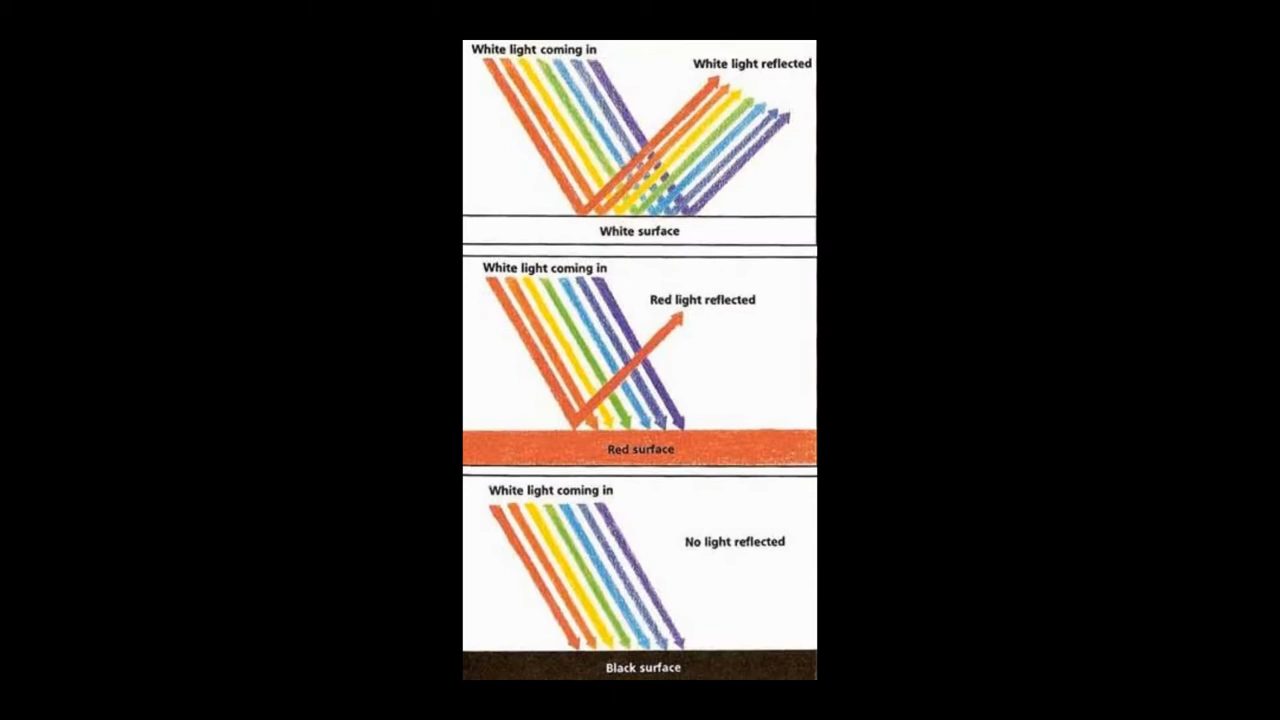 White light coming in
White light reflected
White surface
White light coming in
Red light reflected
Red surface
White light coming in
No light reflected
Black surface